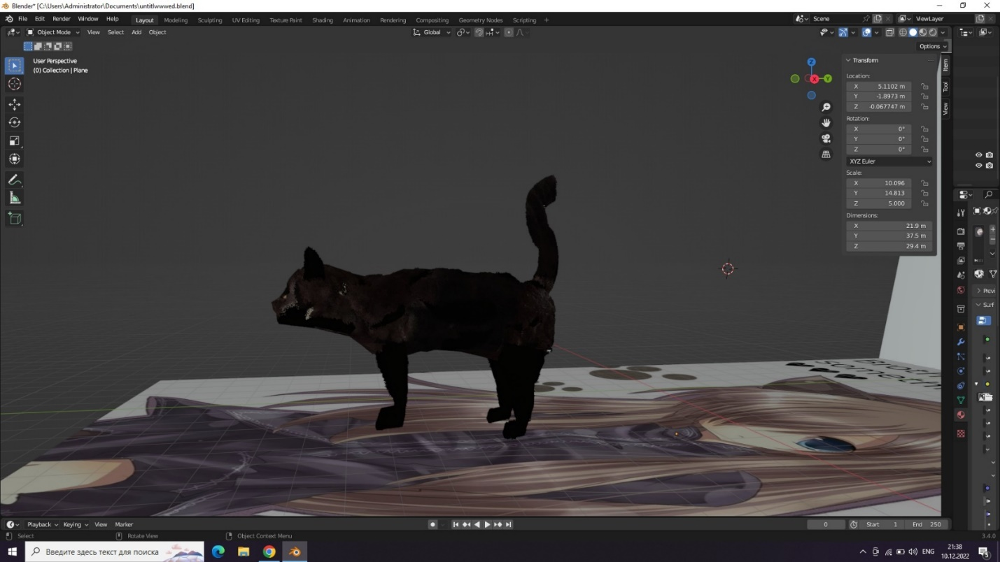 Blender* [C:\Users\Administrator\Documents\untitlwwwed.blend]
File Edit Render Window Help Layout Modeling Sculpting UV Editing Texture Paint Shading Animation Rendering Compositing Geometry Nodes Scripting + Scene ViewLayer
Object Mode View Select Add Object Global
Options
User Perspective
(0) Collection | Plane
Z
X
Y
Transform
Location:
X 5.1102 m
Y -1.8973 m
Z -0.067747 m
Rotation:
X 0°
Y 0°
Z 0°
XYZ Euler
Scale:
X 10.096
Y 14.813
Z 5.000
Dimensions:
X 21.9 m
Y 37.5 m
Z 29.4 m
Item
Tool
View
Previ
Surf
Playback Keying View Marker 0 Start 1 End 250
Select Rotate View Object Context Menu 3.4.0
Введите здесь текст для поиска ENG 21:38
10.12.2022
5